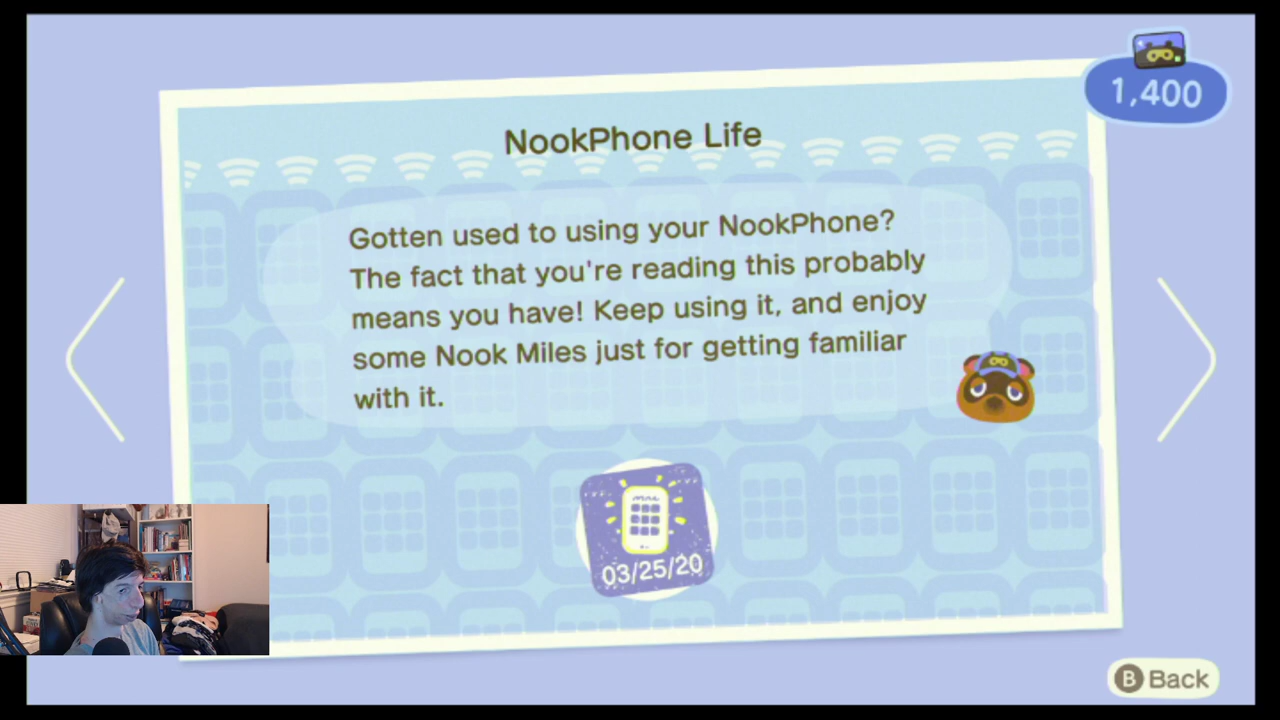 1,400
NookPhone Life
Gotten used to using your NookPhone?
The fact that you're reading this probably
means you have! Keep using it, and enjoy
some Nook Miles just for getting familiar
with it.
03/25/20
B Back